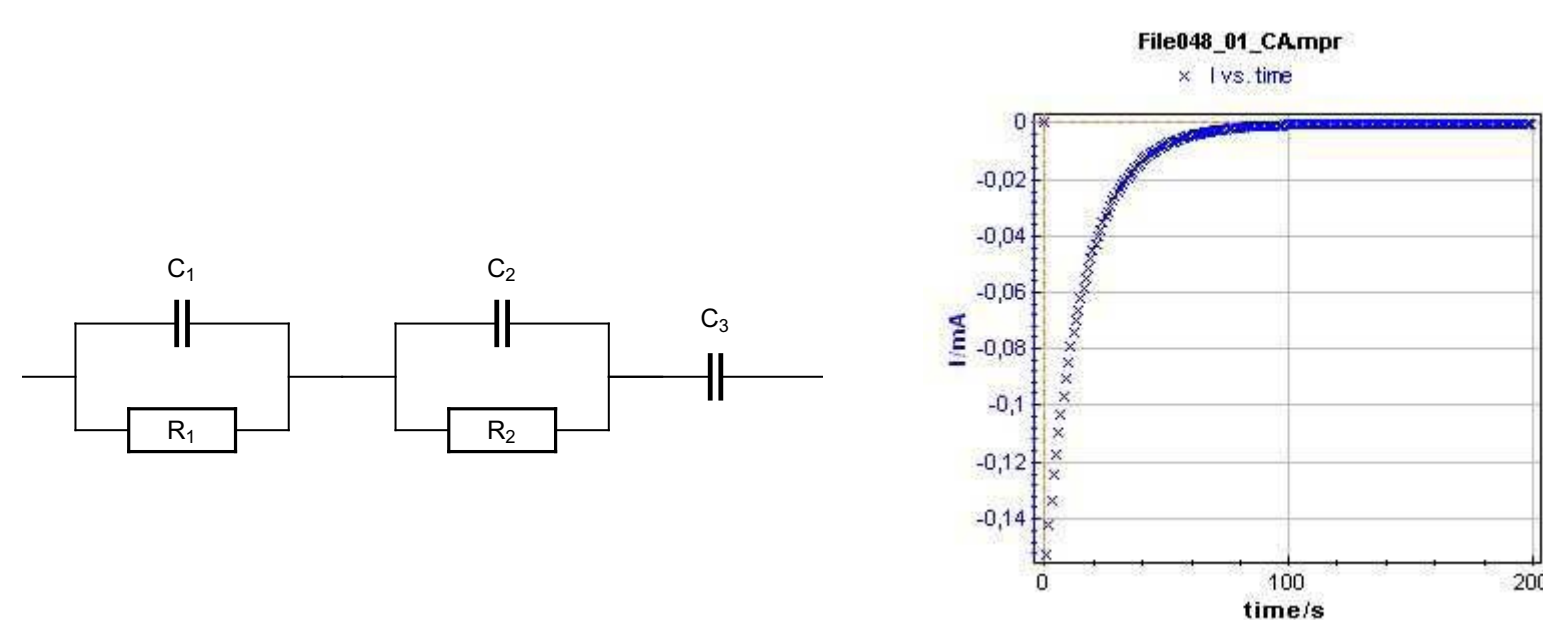 C₁
C₂
C₃
R₁
R₂
File048_01_CA.mpr
I vs. time
I/mA
0
-0,02
-0,04
-0,06
-0,08
-0,1
-0,12
-0,14
0 100 200
time/s